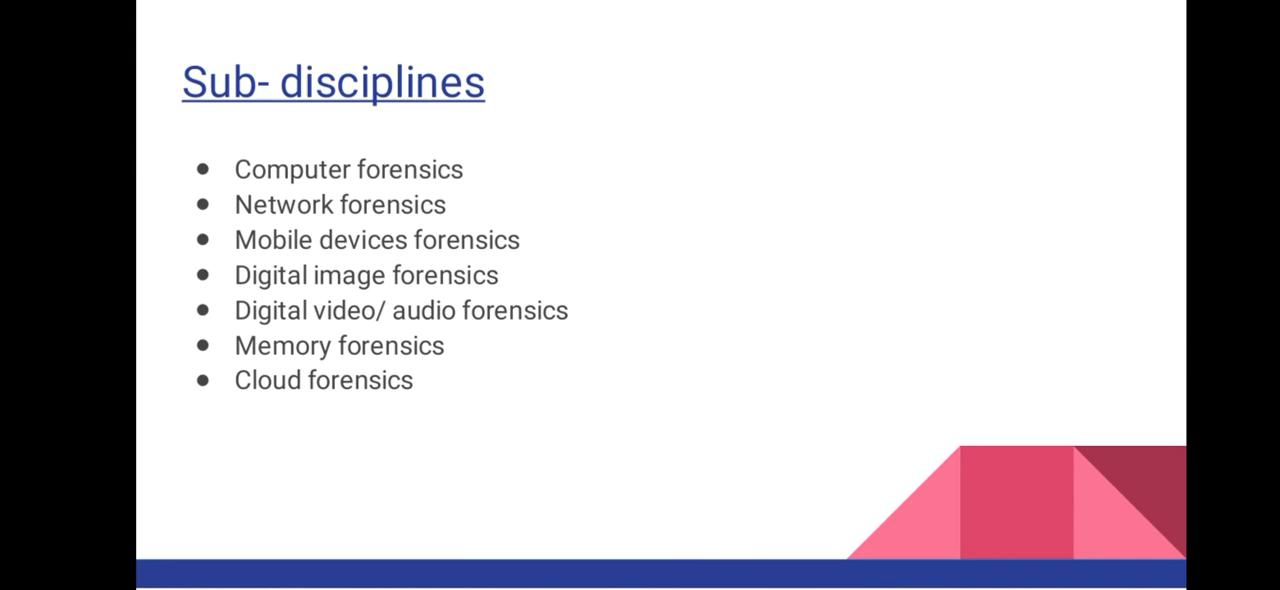 Sub- disciplines
● Computer forensics
● Network forensics
● Mobile devices forensics
● Digital image forensics
● Digital video/ audio forensics
● Memory forensics
● Cloud forensics